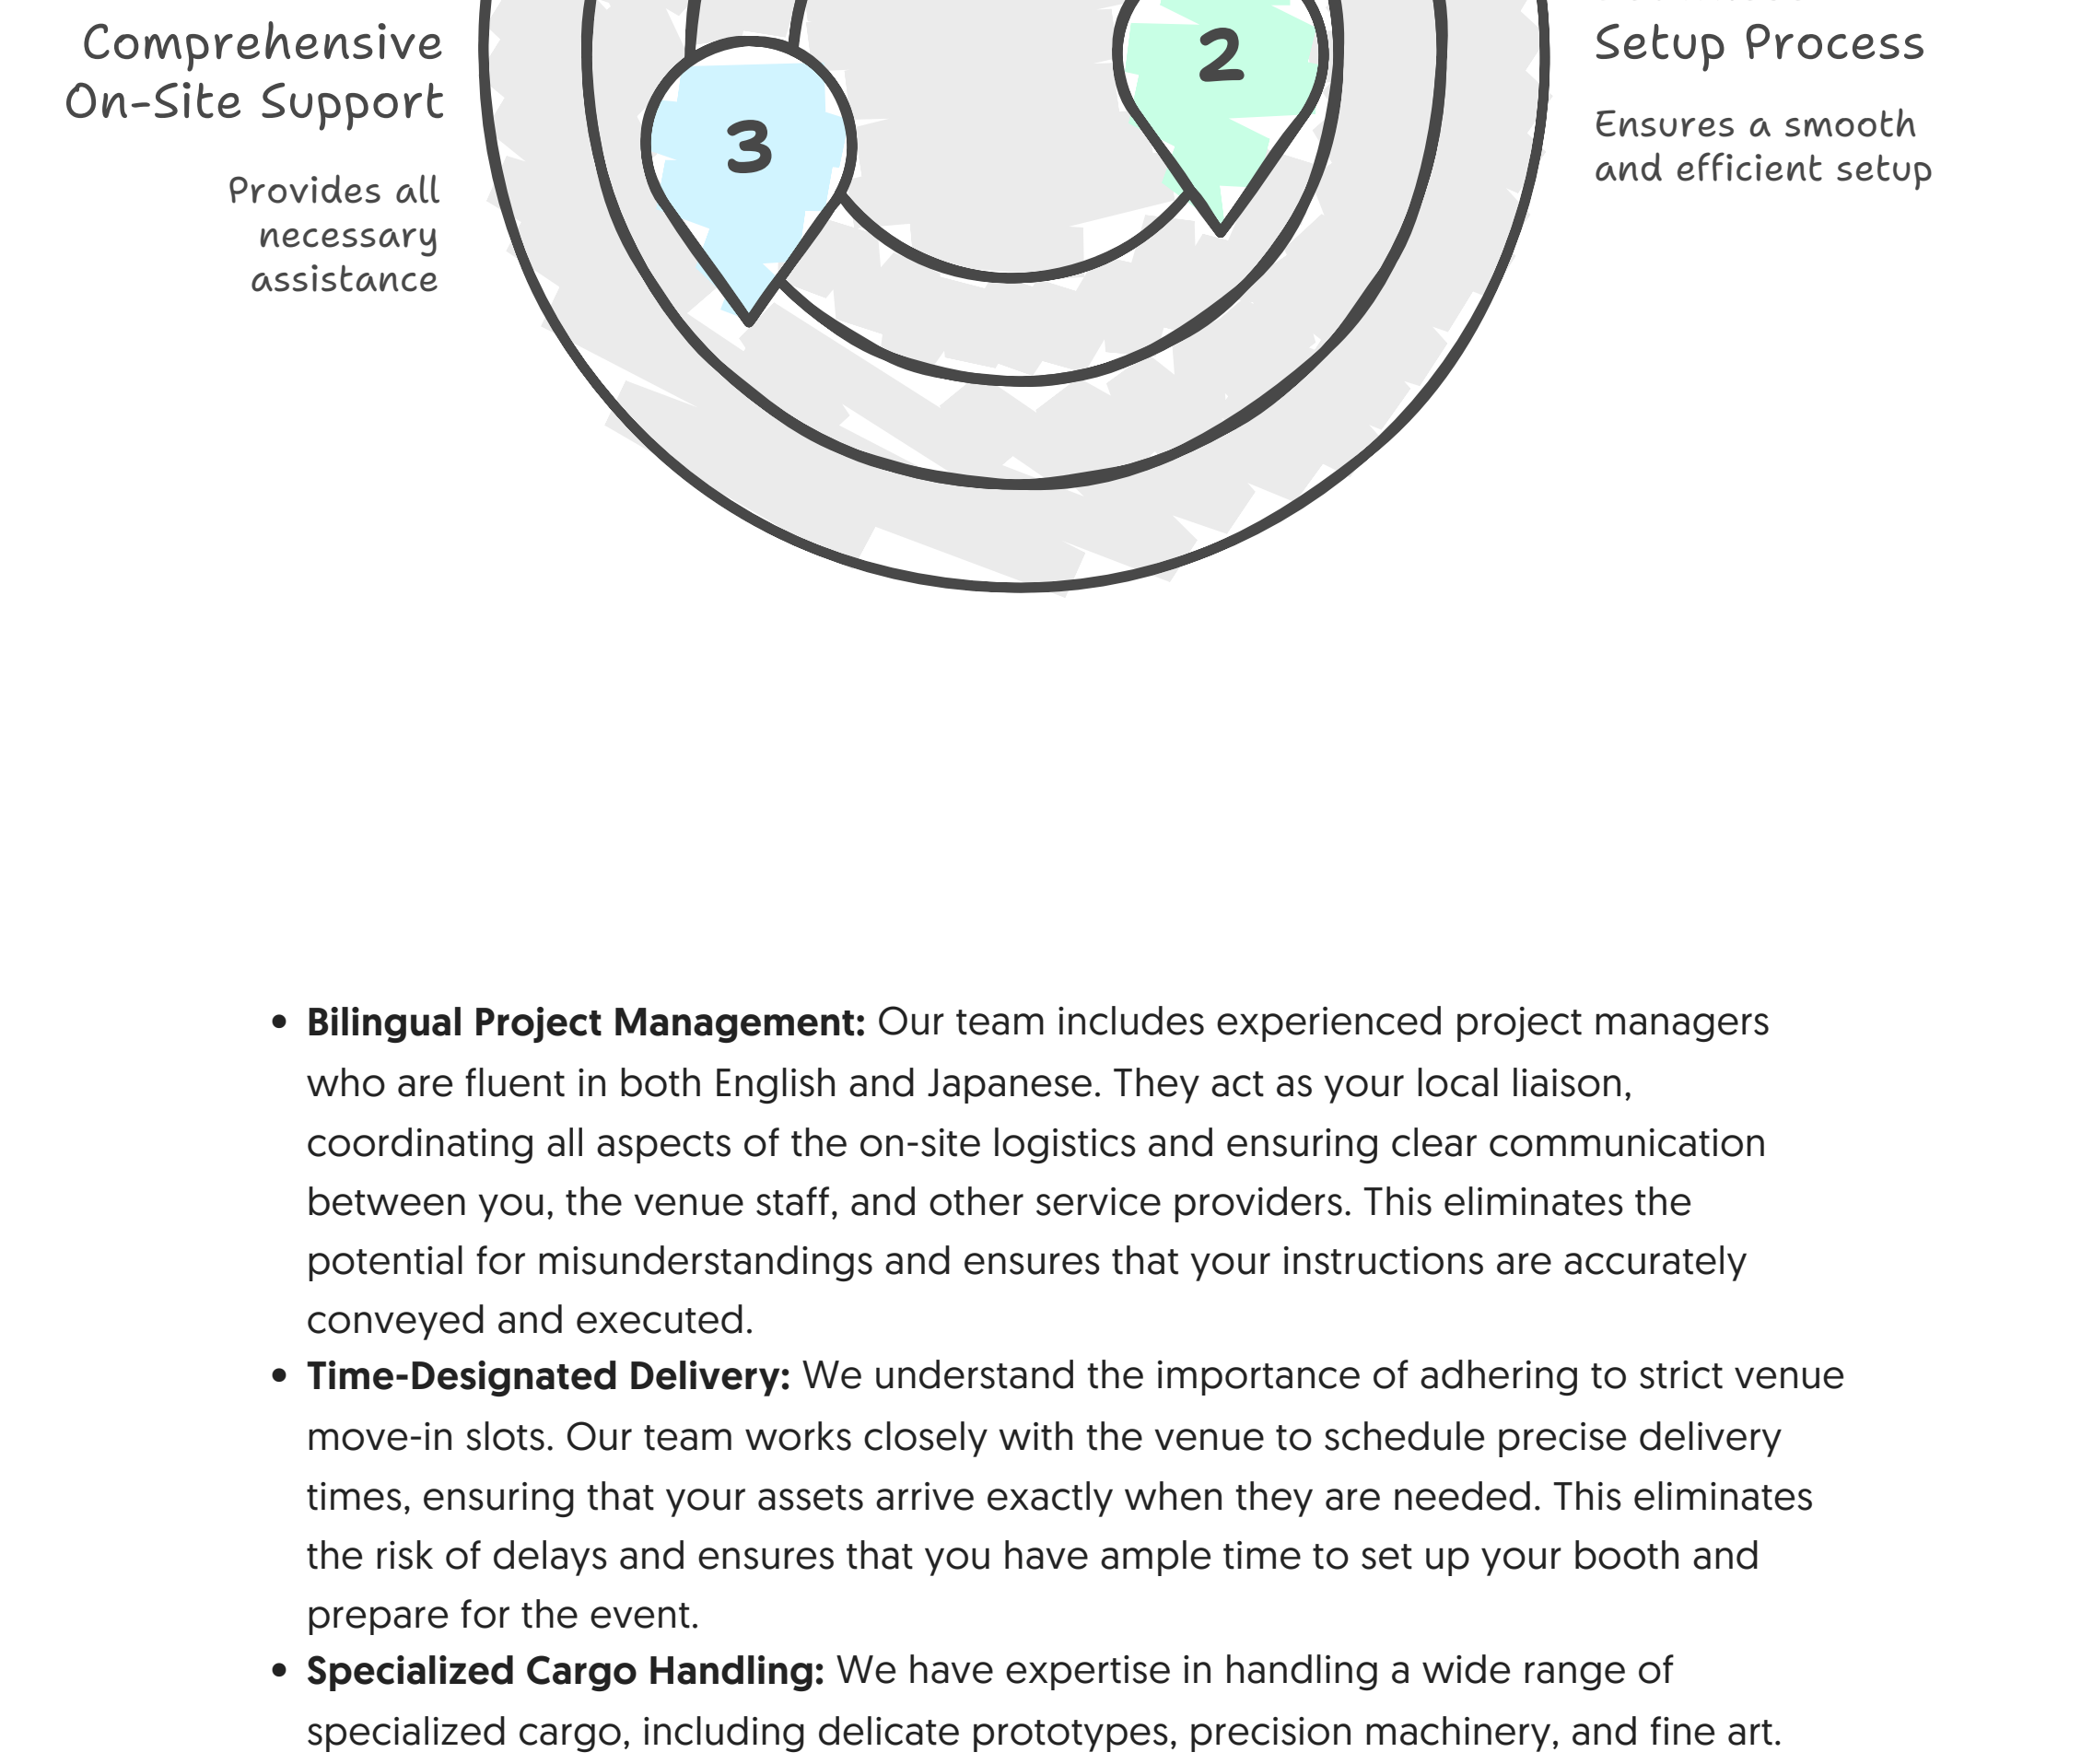 Comprehensive
On-Site Support
Provides all
necessary
assistance
3
2
Setup Process
Ensures a smooth
and efficient setup
• Bilingual Project Management: Our team includes experienced project managers
who are fluent in both English and Japanese. They act as your local liaison,
coordinating all aspects of the on-site logistics and ensuring clear communication
between you, the venue staff, and other service providers. This eliminates the
potential for misunderstandings and ensures that your instructions are accurately
conveyed and executed.
• Time-Designated Delivery: We understand the importance of adhering to strict venue
move-in slots. Our team works closely with the venue to schedule precise delivery
times, ensuring that your assets arrive exactly when they are needed. This eliminates
the risk of delays and ensures that you have ample time to set up your booth and
prepare for the event.
• Specialized Cargo Handling: We have expertise in handling a wide range of
specialized cargo, including delicate prototypes, precision machinery, and fine art.